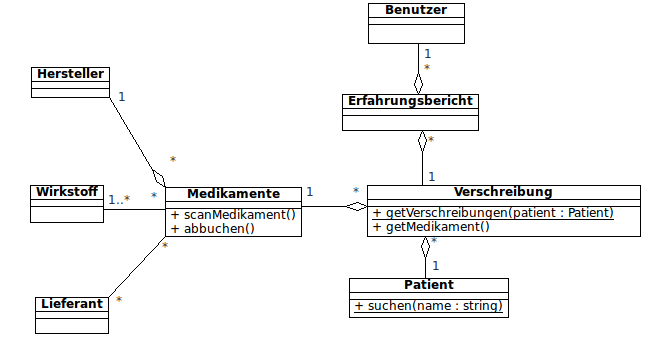 Benutzer
1
*
Hersteller
1
Erfahrungsbericht
*
1
*
Wirkstoff
1..*
*
Medikamente
+ scanMedikament()
+ abbuchen()
1
*
Verschreibung
+ getVerschreibungen(patient : Patient)
+ getMedikament()
*
*
1
Lieferant
*
Patient
+ suchen(name : string)